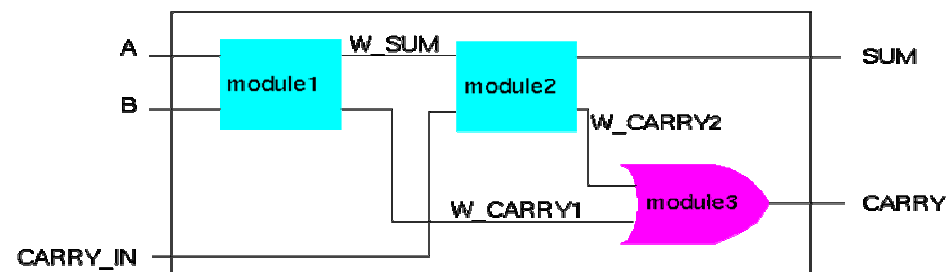 A
W_SUM
SUM
module1
module2
B
W_CARRY2
module3
CARRY
W_CARRY1
CARRY_IN